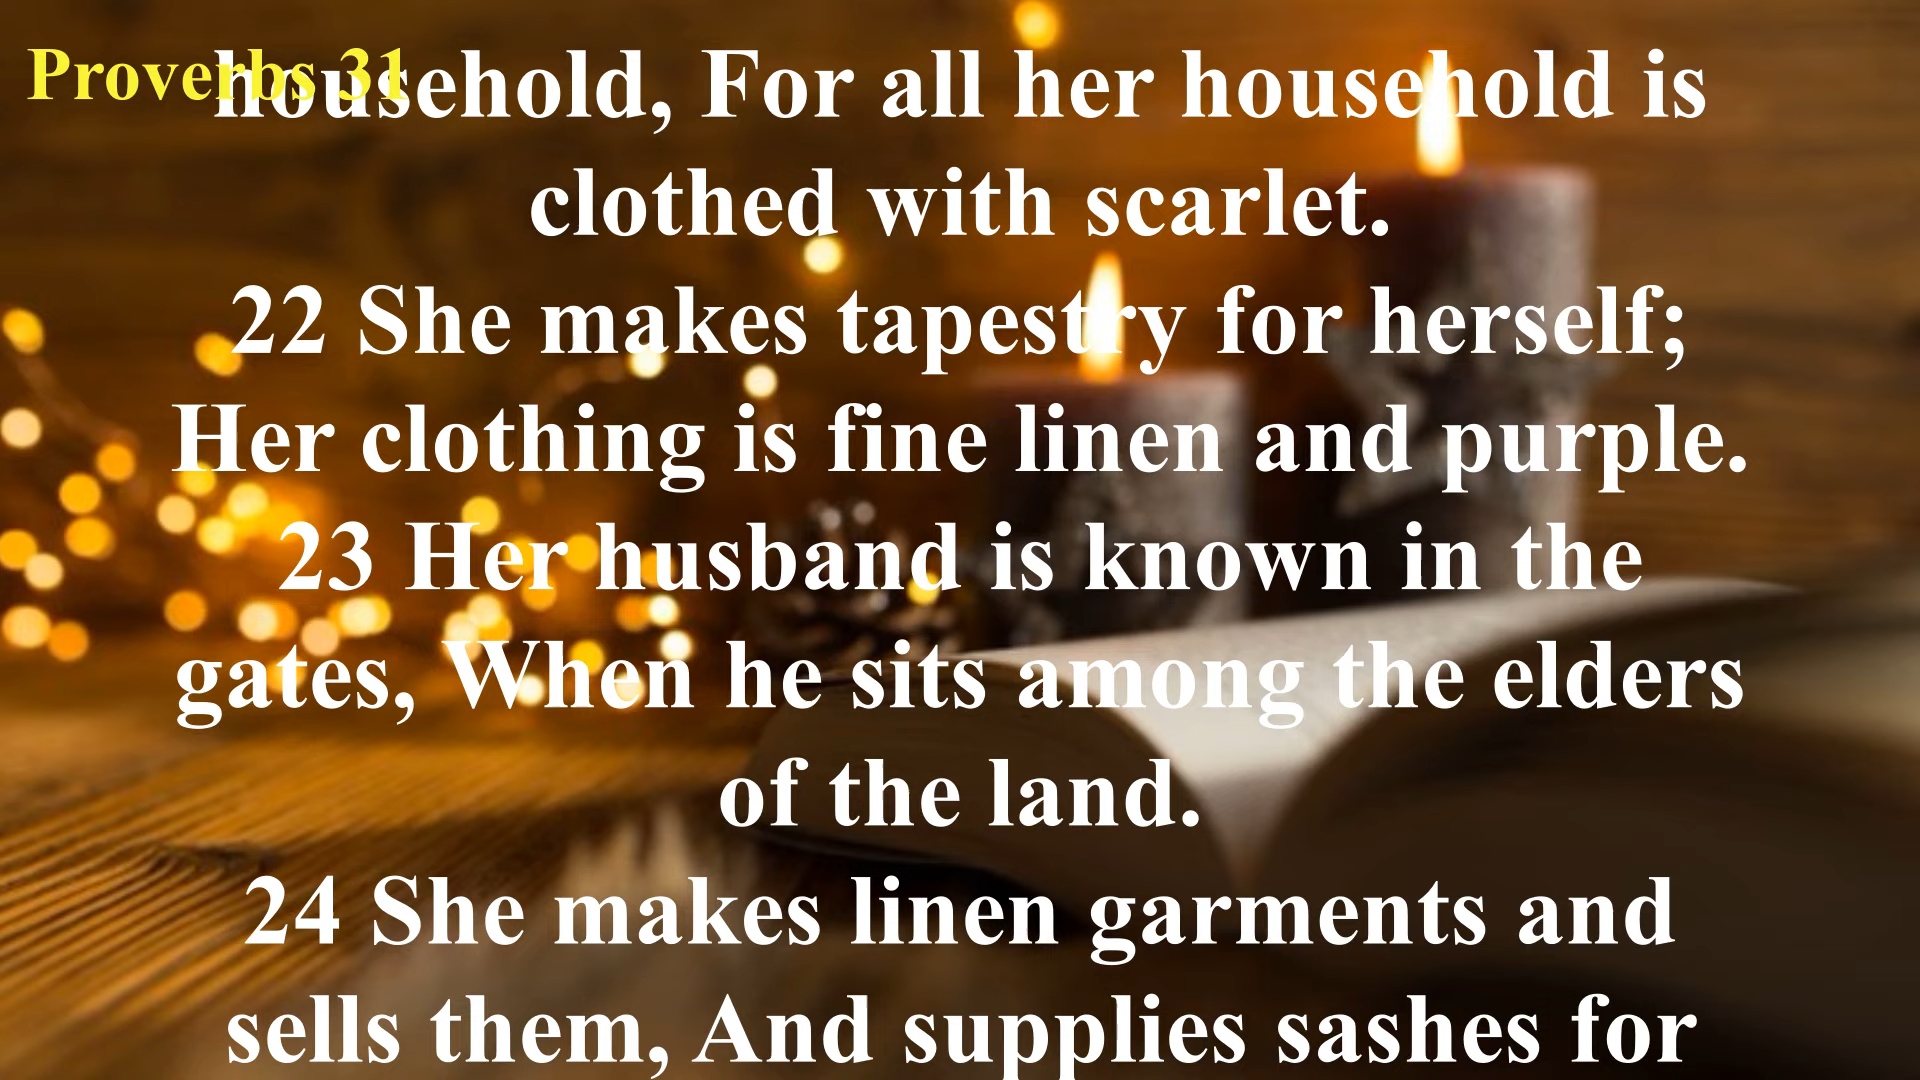 Proverbs 31
household, For all her household is
clothed with scarlet.
22 She makes tapestry for herself;
Her clothing is fine linen and purple.
23 Her husband is known in the
gates, When he sits among the elders
of the land.
24 She makes linen garments and
sells them, And supplies sashes for